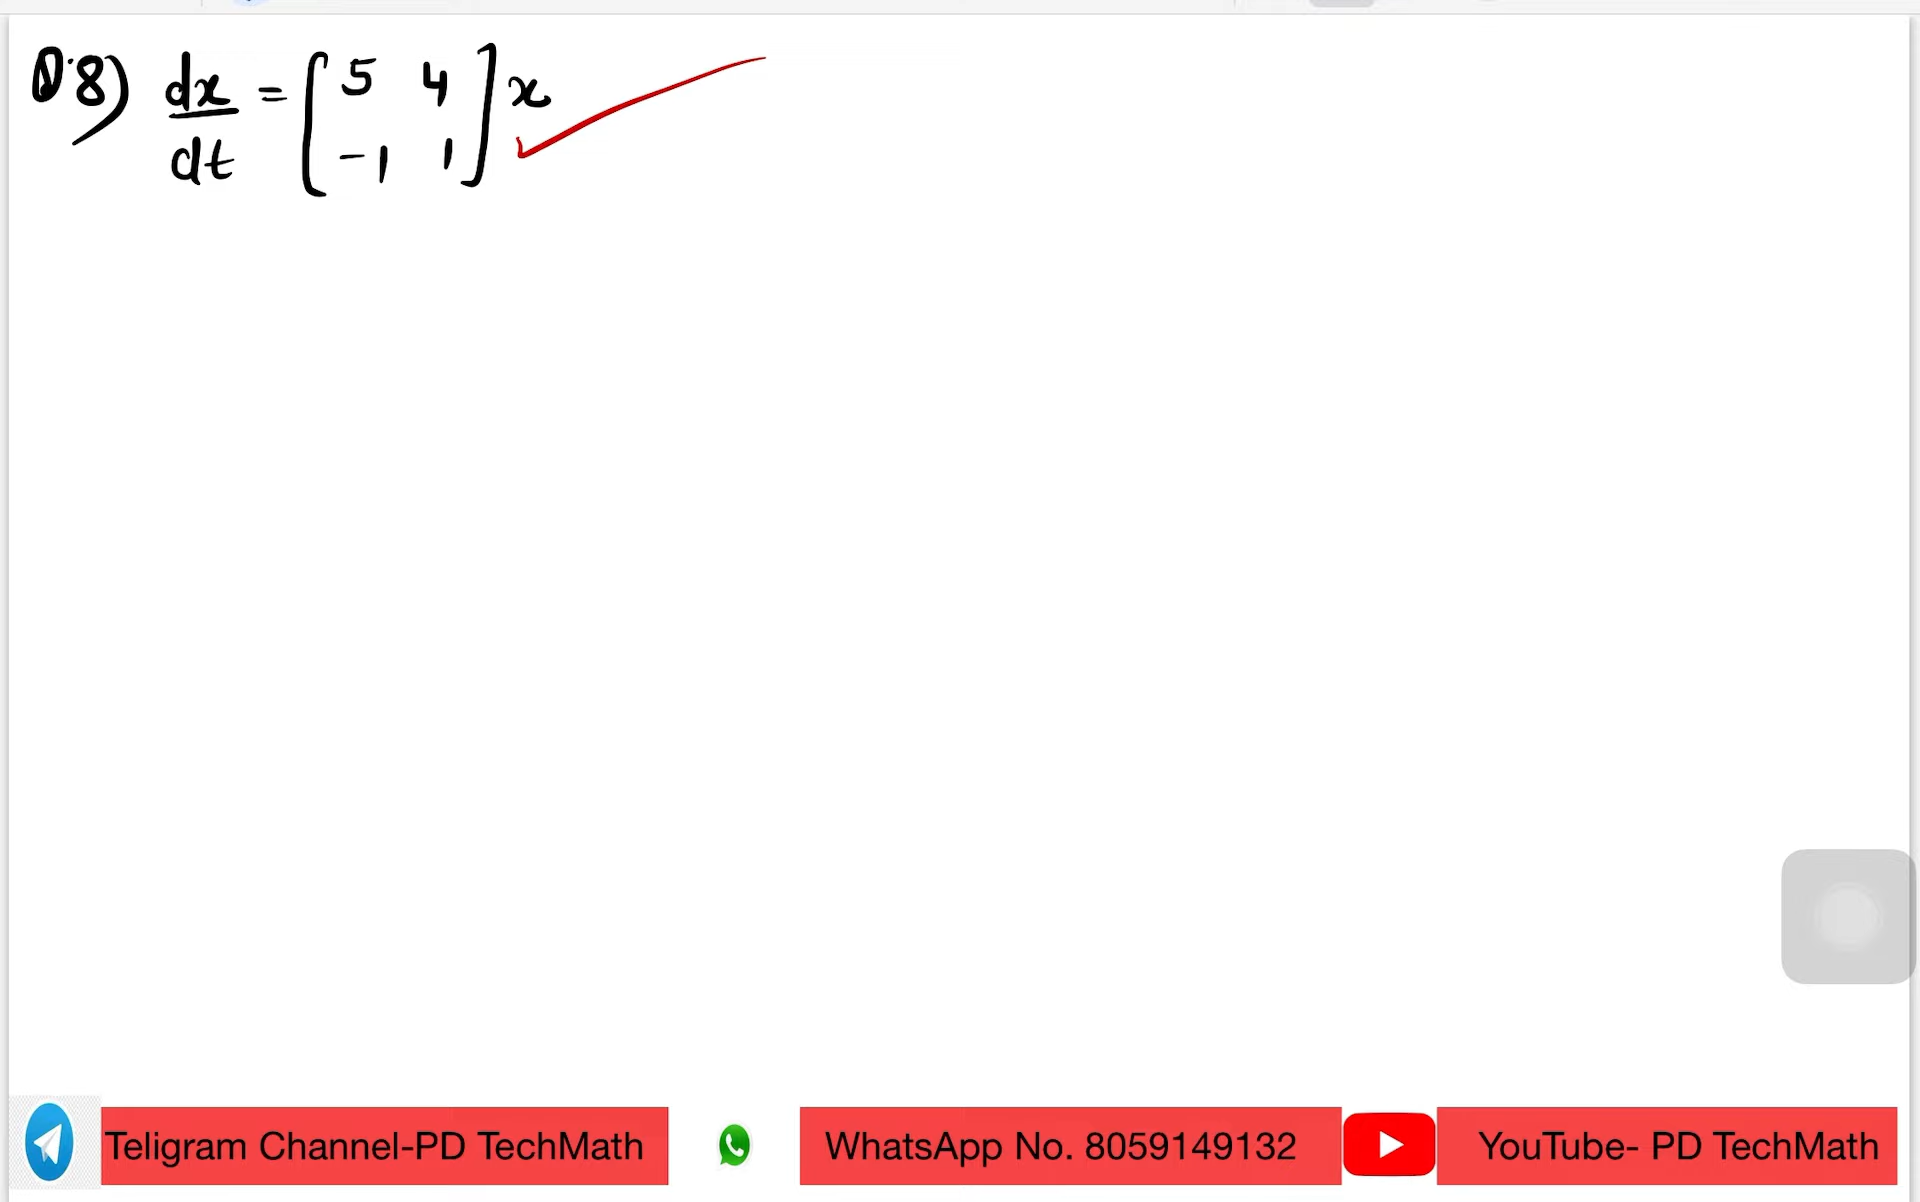 Q.8) dx/dt = [5 4; -1 1] x
Teligram Channel-PD TechMath
WhatsApp No. 8059149132
YouTube- PD TechMath